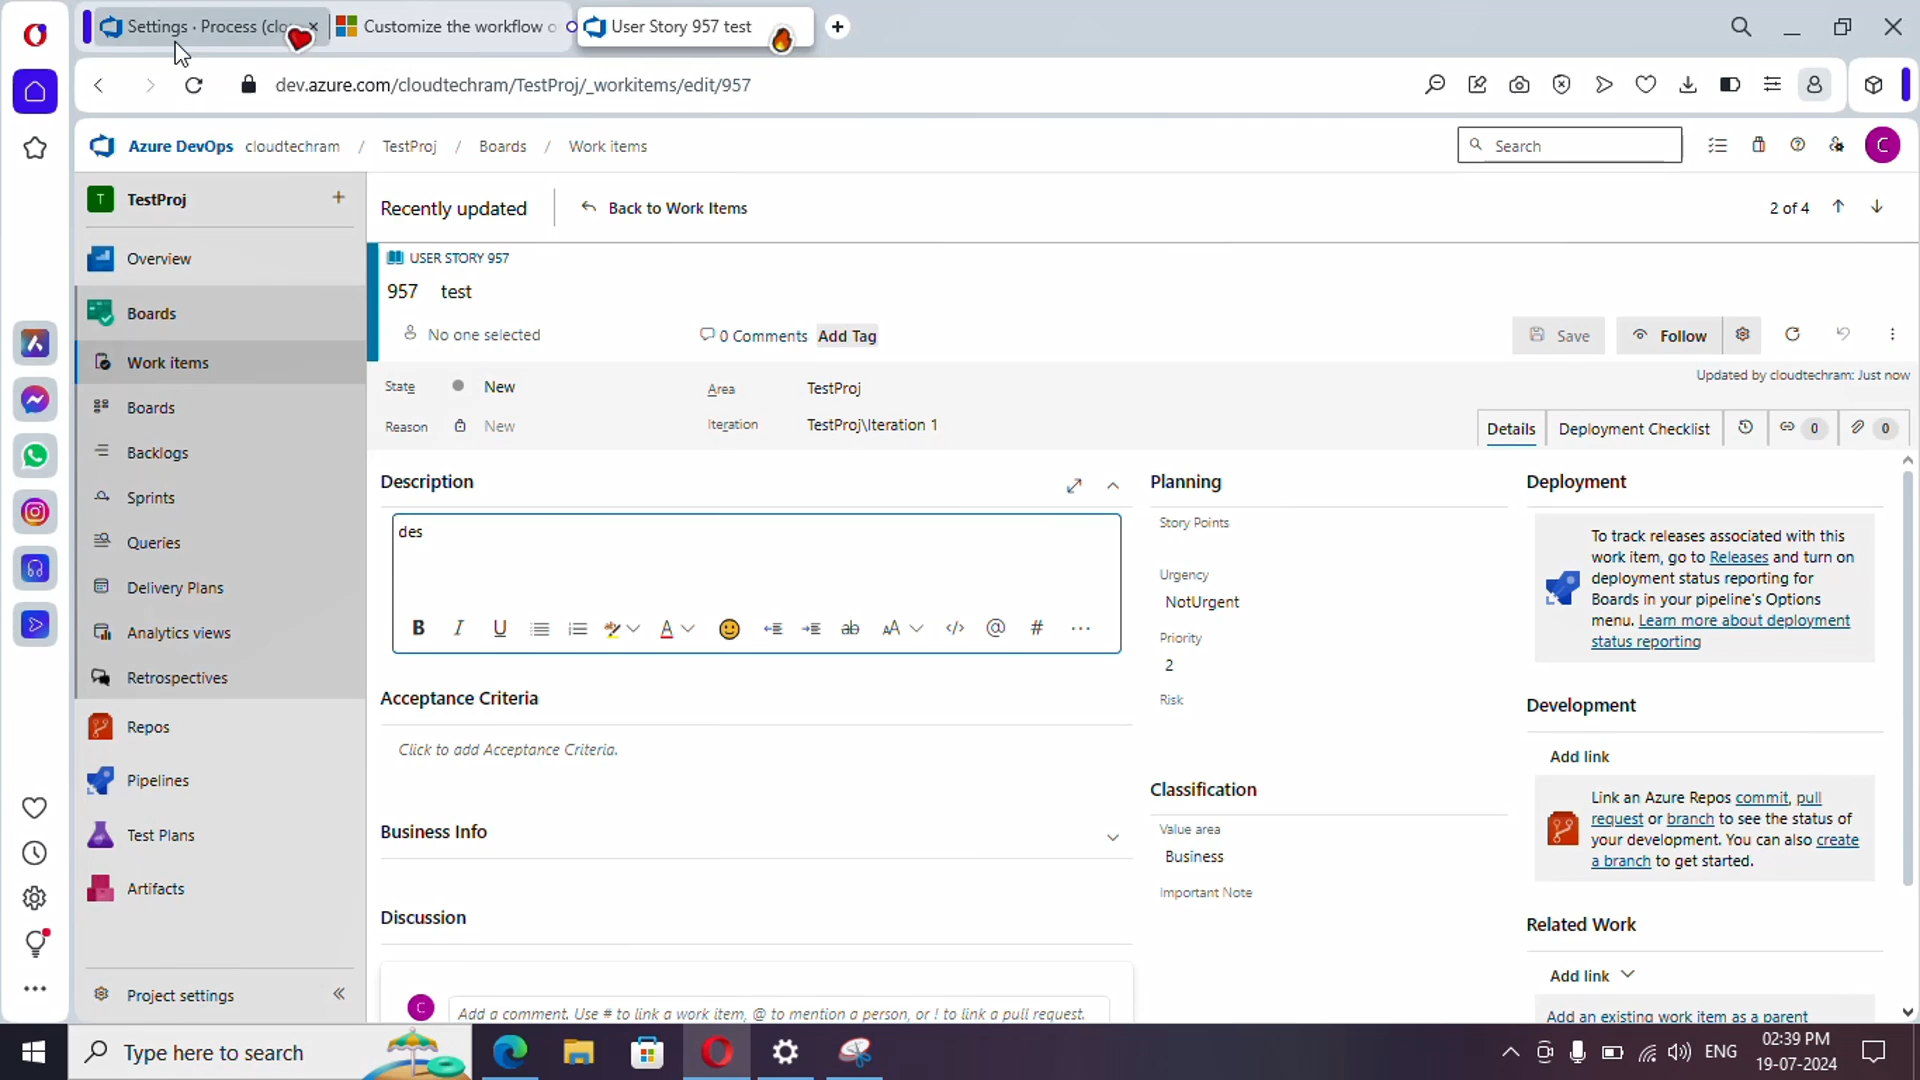 Settings · Process (clo
Customize the workflow o
User Story 957 test
dev.azure.com/cloudtechram/TestProj/_workitems/edit/957
Azure DevOps cloudtechram / TestProj / Boards / Work items
Search
C
T TestProj
Overview
Boards
Work items
Boards
Backlogs
Sprints
Queries
Delivery Plans
Analytics views
Retrospectives
Repos
Pipelines
Test Plans
Artifacts
Project settings
Recently updated
Back to Work Items
2 of 4
USER STORY 957
957 test
No one selected
0 Comments
Add Tag
Save
Follow
State New
Area TestProj
Updated by cloudtechram: Just now
Reason New
Iteration TestProj\Iteration 1
Details
Deployment Checklist
0
0
Description
des
B I U A ab AA </> @ # ...
Acceptance Criteria
Click to add Acceptance Criteria.
Business Info
Discussion
C
Add a comment. Use # to link a work item, @ to mention a person, or ! to link a pull request.
Planning
Story Points
Urgency
NotUrgent
Priority
2
Risk
Classification
Value area
Business
Important Note
Deployment
To track releases associated with this
work item, go to Releases and turn on
deployment status reporting for
Boards in your pipeline's Options
menu. Learn more about deployment
status reporting
Development
Add link
Link an Azure Repos commit, pull
request or branch to see the status of
your development. You can also create
a branch to get started.
Related Work
Add link
Add an existing work item as a parent
Type here to search
ENG
02:39 PM
19-07-2024